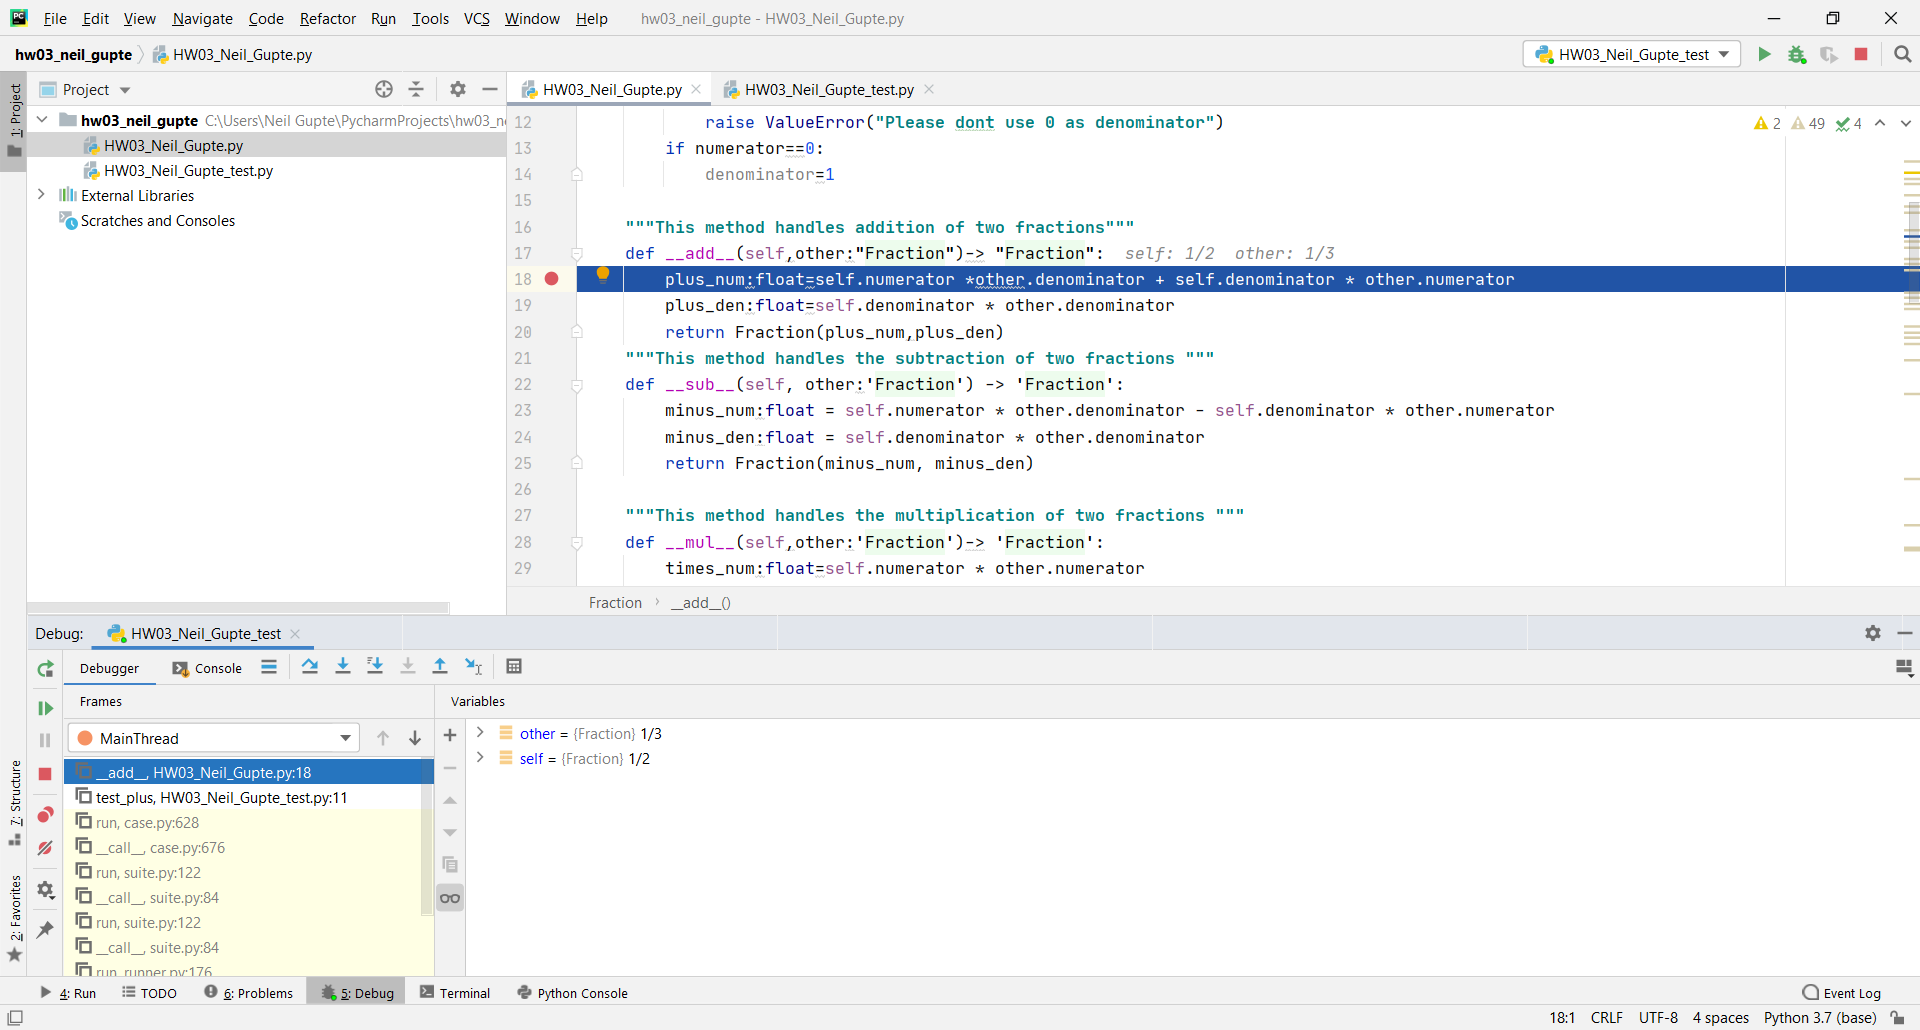 File Edit View Navigate Code Refactor Run Tools VCS Window Help hw03_neil_gupte - HW03_Neil_Gupte.py
hw03_neil_gupte HW03_Neil_Gupte.py HW03_Neil_Gupte_test
1: Project
Project
hw03_neil_gupte C:\Users\Neil Gupte\PycharmProjects\hw03_n
HW03_Neil_Gupte.py
HW03_Neil_Gupte_test.py
External Libraries
Scratches and Consoles
HW03_Neil_Gupte.py HW03_Neil_Gupte_test.py
2 49 4
12 raise ValueError("Please dont use 0 as denominator")
13 if numerator==0:
14 denominator=1
15
16 """This method handles addition of two fractions"""
17 def __add__(self,other:"Fraction")-> "Fraction": self: 1/2 other: 1/3
18 plus_num:float=self.numerator *other.denominator + self.denominator * other.numerator
19 plus_den:float=self.denominator * other.denominator
20 return Fraction(plus_num,plus_den)
21 """This method handles the subtraction of two fractions """
22 def __sub__(self, other:'Fraction') -> 'Fraction':
23 minus_num:float = self.numerator * other.denominator - self.denominator * other.numerator
24 minus_den:float = self.denominator * other.denominator
25 return Fraction(minus_num, minus_den)
26
27 """This method handles the multiplication of two fractions """
28 def __mul__(self,other:'Fraction')-> 'Fraction':
29 times_num:float=self.numerator * other.numerator
Fraction __add__()
Debug: HW03_Neil_Gupte_test
Debugger Console
Frames
MainThread
__add__, HW03_Neil_Gupte.py:18
test_plus, HW03_Neil_Gupte_test.py:11
run, case.py:628
__call__, case.py:676
run, suite.py:122
__call__, suite.py:84
run, suite.py:122
__call__, suite.py:84
run, runner.py:176
Variables
other = {Fraction} 1/3
self = {Fraction} 1/2
7: Structure
2: Favorites
4: Run TODO 6: Problems 5: Debug Terminal Python Console Event Log
18:1 CRLF UTF-8 4 spaces Python 3.7 (base)